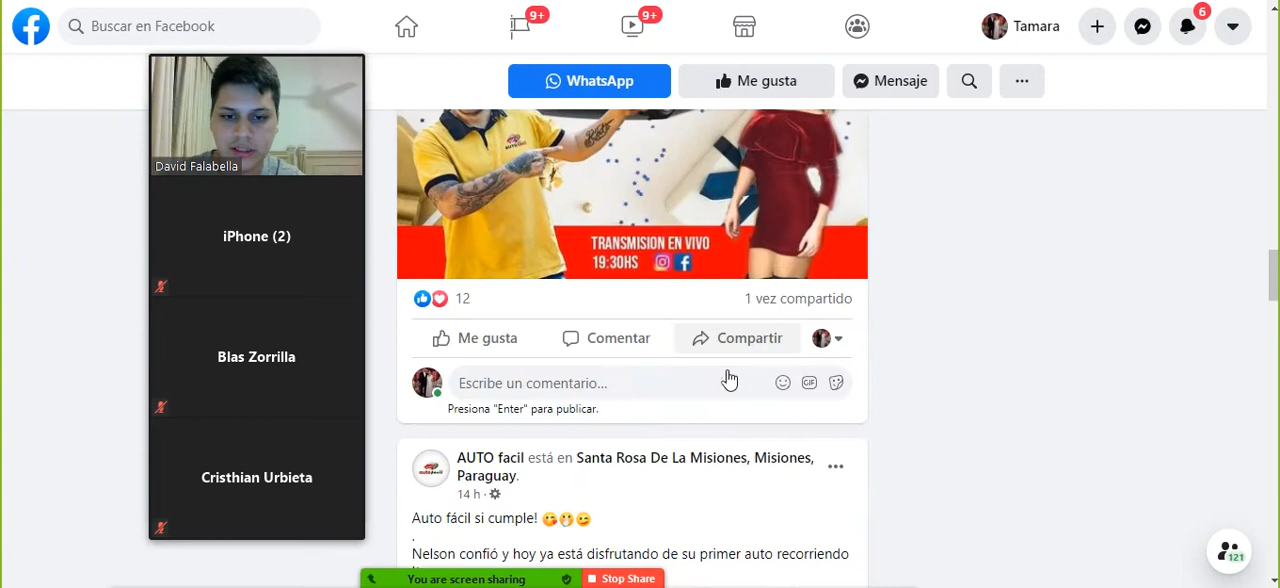 Buscar en Facebook
9+
9+
Tamara
6
WhatsApp
Me gusta
Mensaje
David Falabella
iPhone (2)
Blas Zorrilla
Cristhian Urbieta
TRANSMISION EN VIVO
19:30HS
12
1 vez compartido
Me gusta
Comentar
Compartir
Escribe un comentario...
GIF
Presiona "Enter" para publicar.
AUTO facil está en Santa Rosa De La Misiones, Misiones,
Paraguay.
14 h ·
Auto fácil si cumple! 😋🤭😉
.
Nelson confió y hoy ya está disfrutando de su primer auto recorriendo
You are screen sharing
Stop Share
121